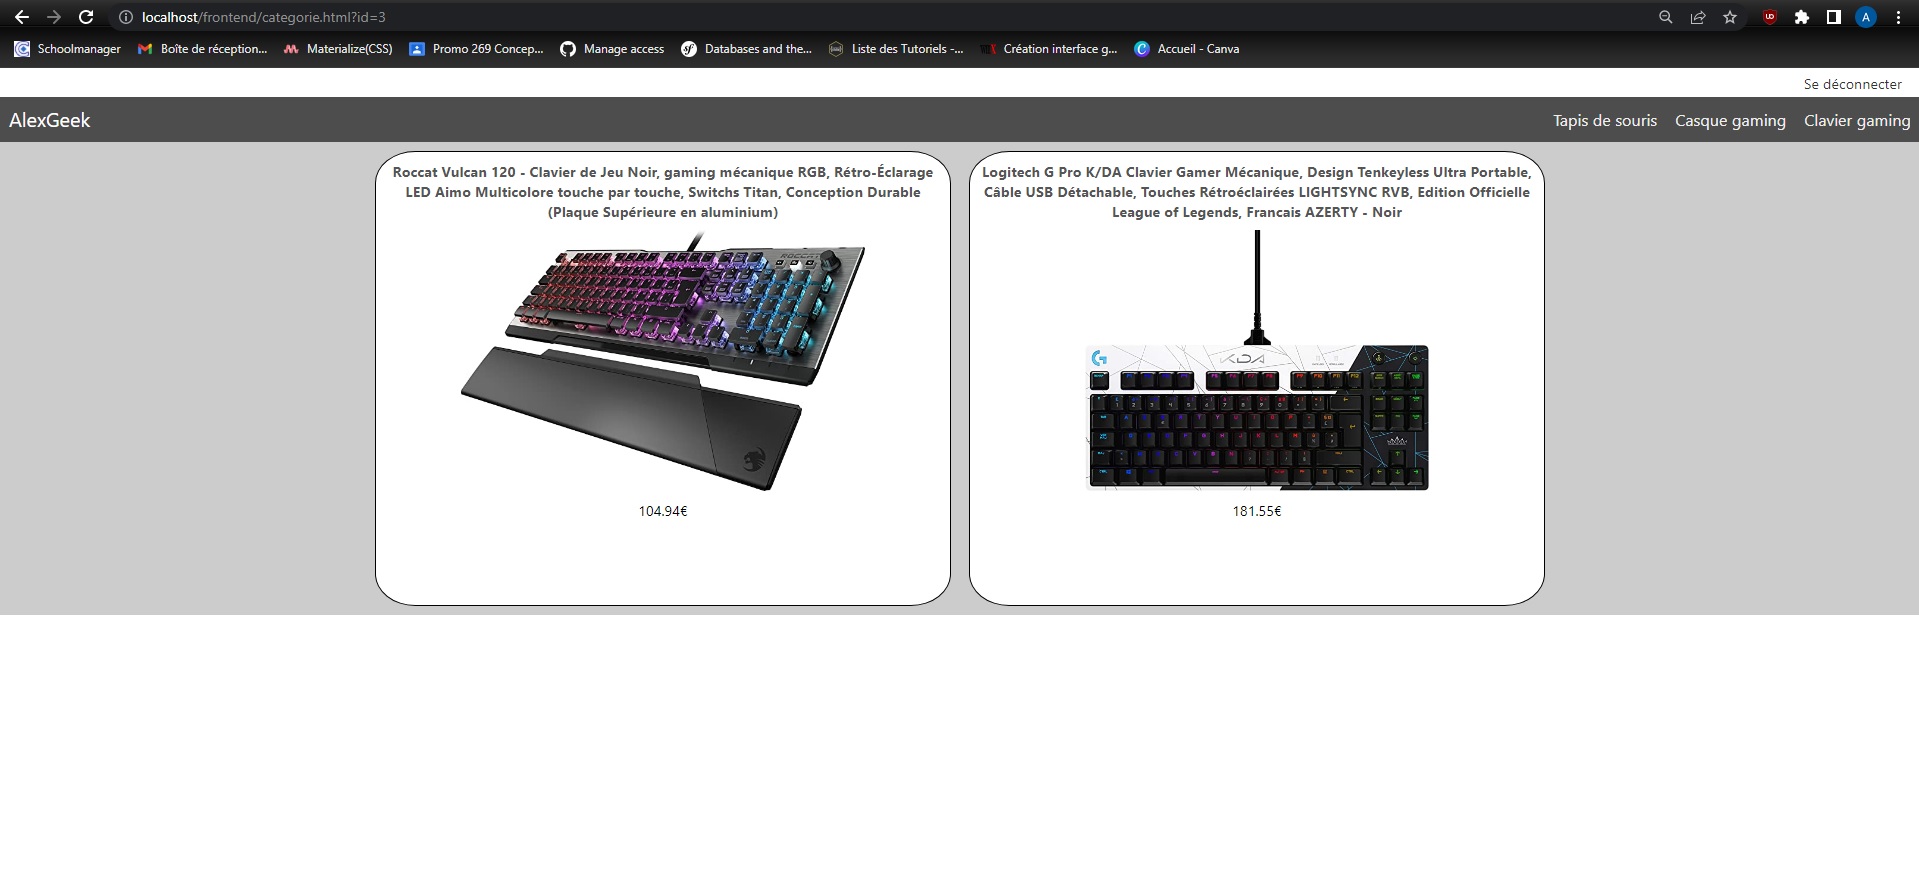 localhost/frontend/categorie.html?id=3
A
Schoolmanager
Boîte de réception...
Materialize(CSS)
Promo 269 Concep...
Manage access
Databases and the...
Liste des Tutoriels -...
Création interface g...
Accueil - Canva
Se déconnecter
AlexGeek
Tapis de souris
Casque gaming
Clavier gaming
Roccat Vulcan 120 - Clavier de Jeu Noir, gaming mécanique RGB, Rétro-Éclarage
LED Aimo Multicolore touche par touche, Switchs Titan, Conception Durable
(Plaque Supérieure en aluminium)
ROCCAT
104.94€
Logitech G Pro K/DA Clavier Gamer Mécanique, Design Tenkeyless Ultra Portable,
Câble USB Détachable, Touches Rétroéclairées LIGHTSYNC RVB, Edition Officielle
League of Legends, Francais AZERTY - Noir
G
K/DA
181.55€